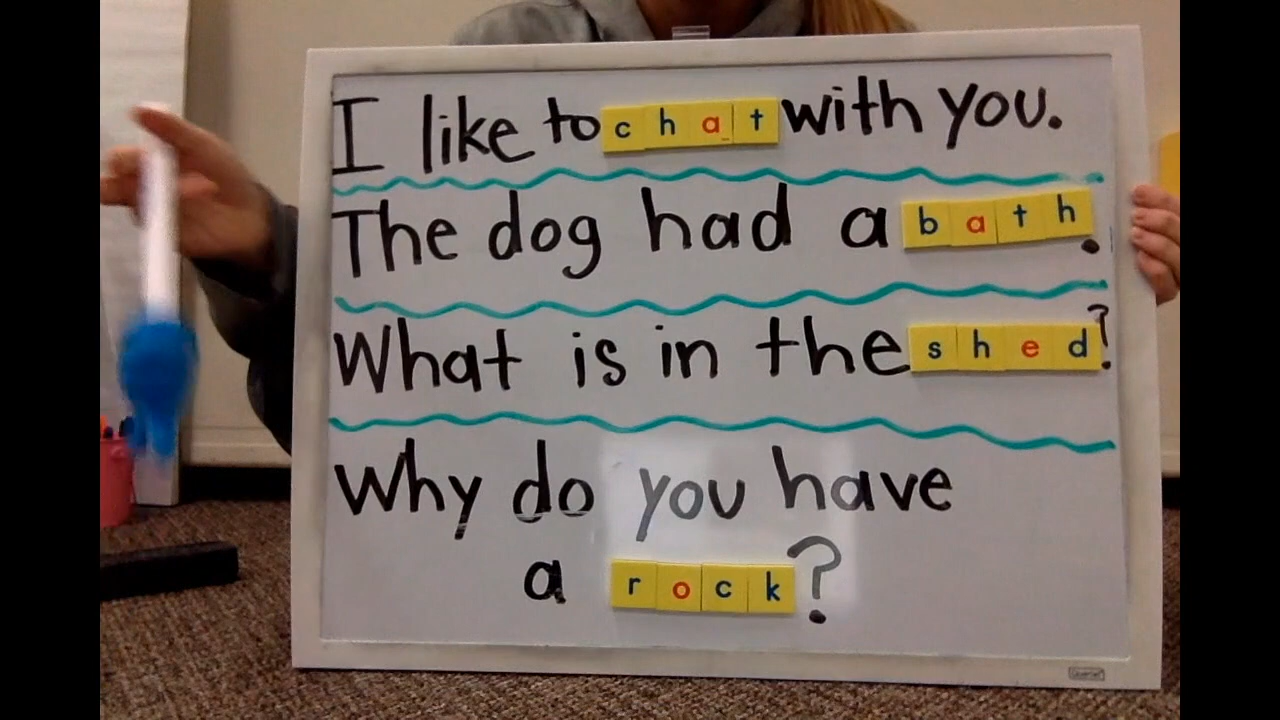 I like to chat with you.
The dog had a bath.
What is in the shed?
Why do you have
a rock?